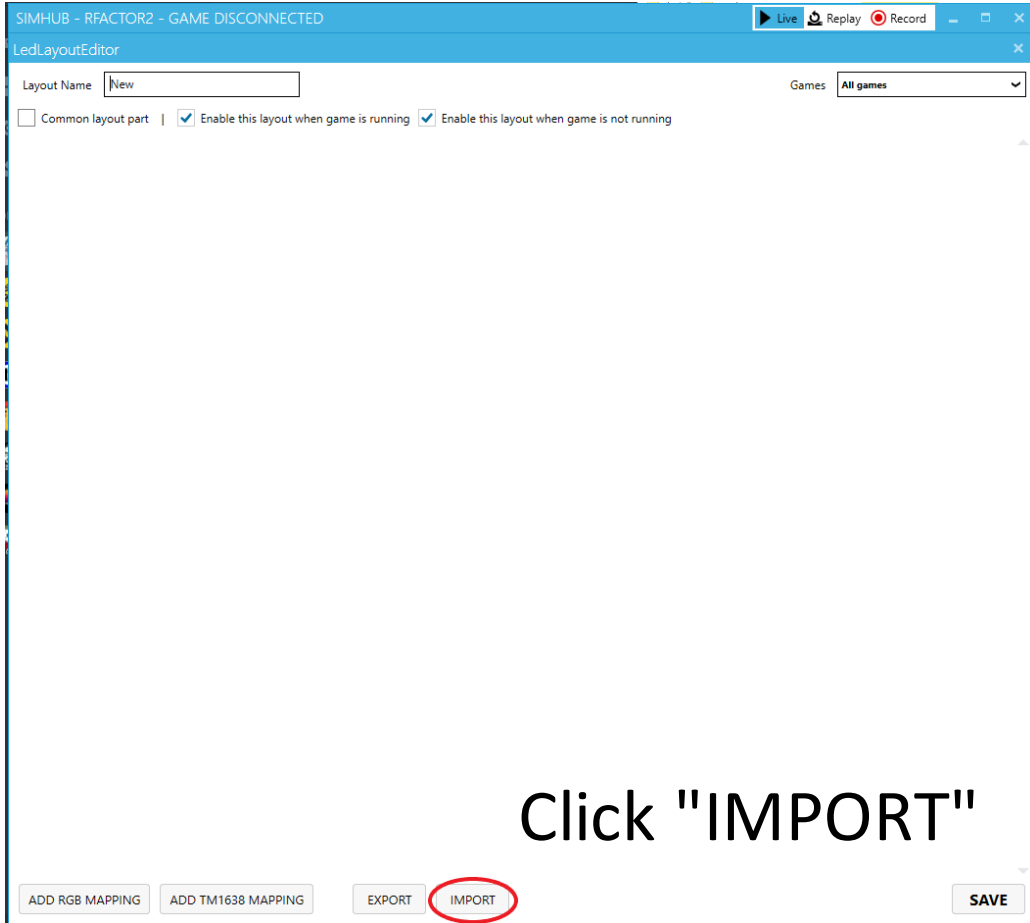 SIMHUB - RFACTOR2 - GAME DISCONNECTED
Live Replay Record
LedLayoutEditor
Layout Name New Games All games
Common layout part | Enable this layout when game is running Enable this layout when game is not running
Click "IMPORT"
ADD RGB MAPPING ADD TM1638 MAPPING EXPORT IMPORT SAVE